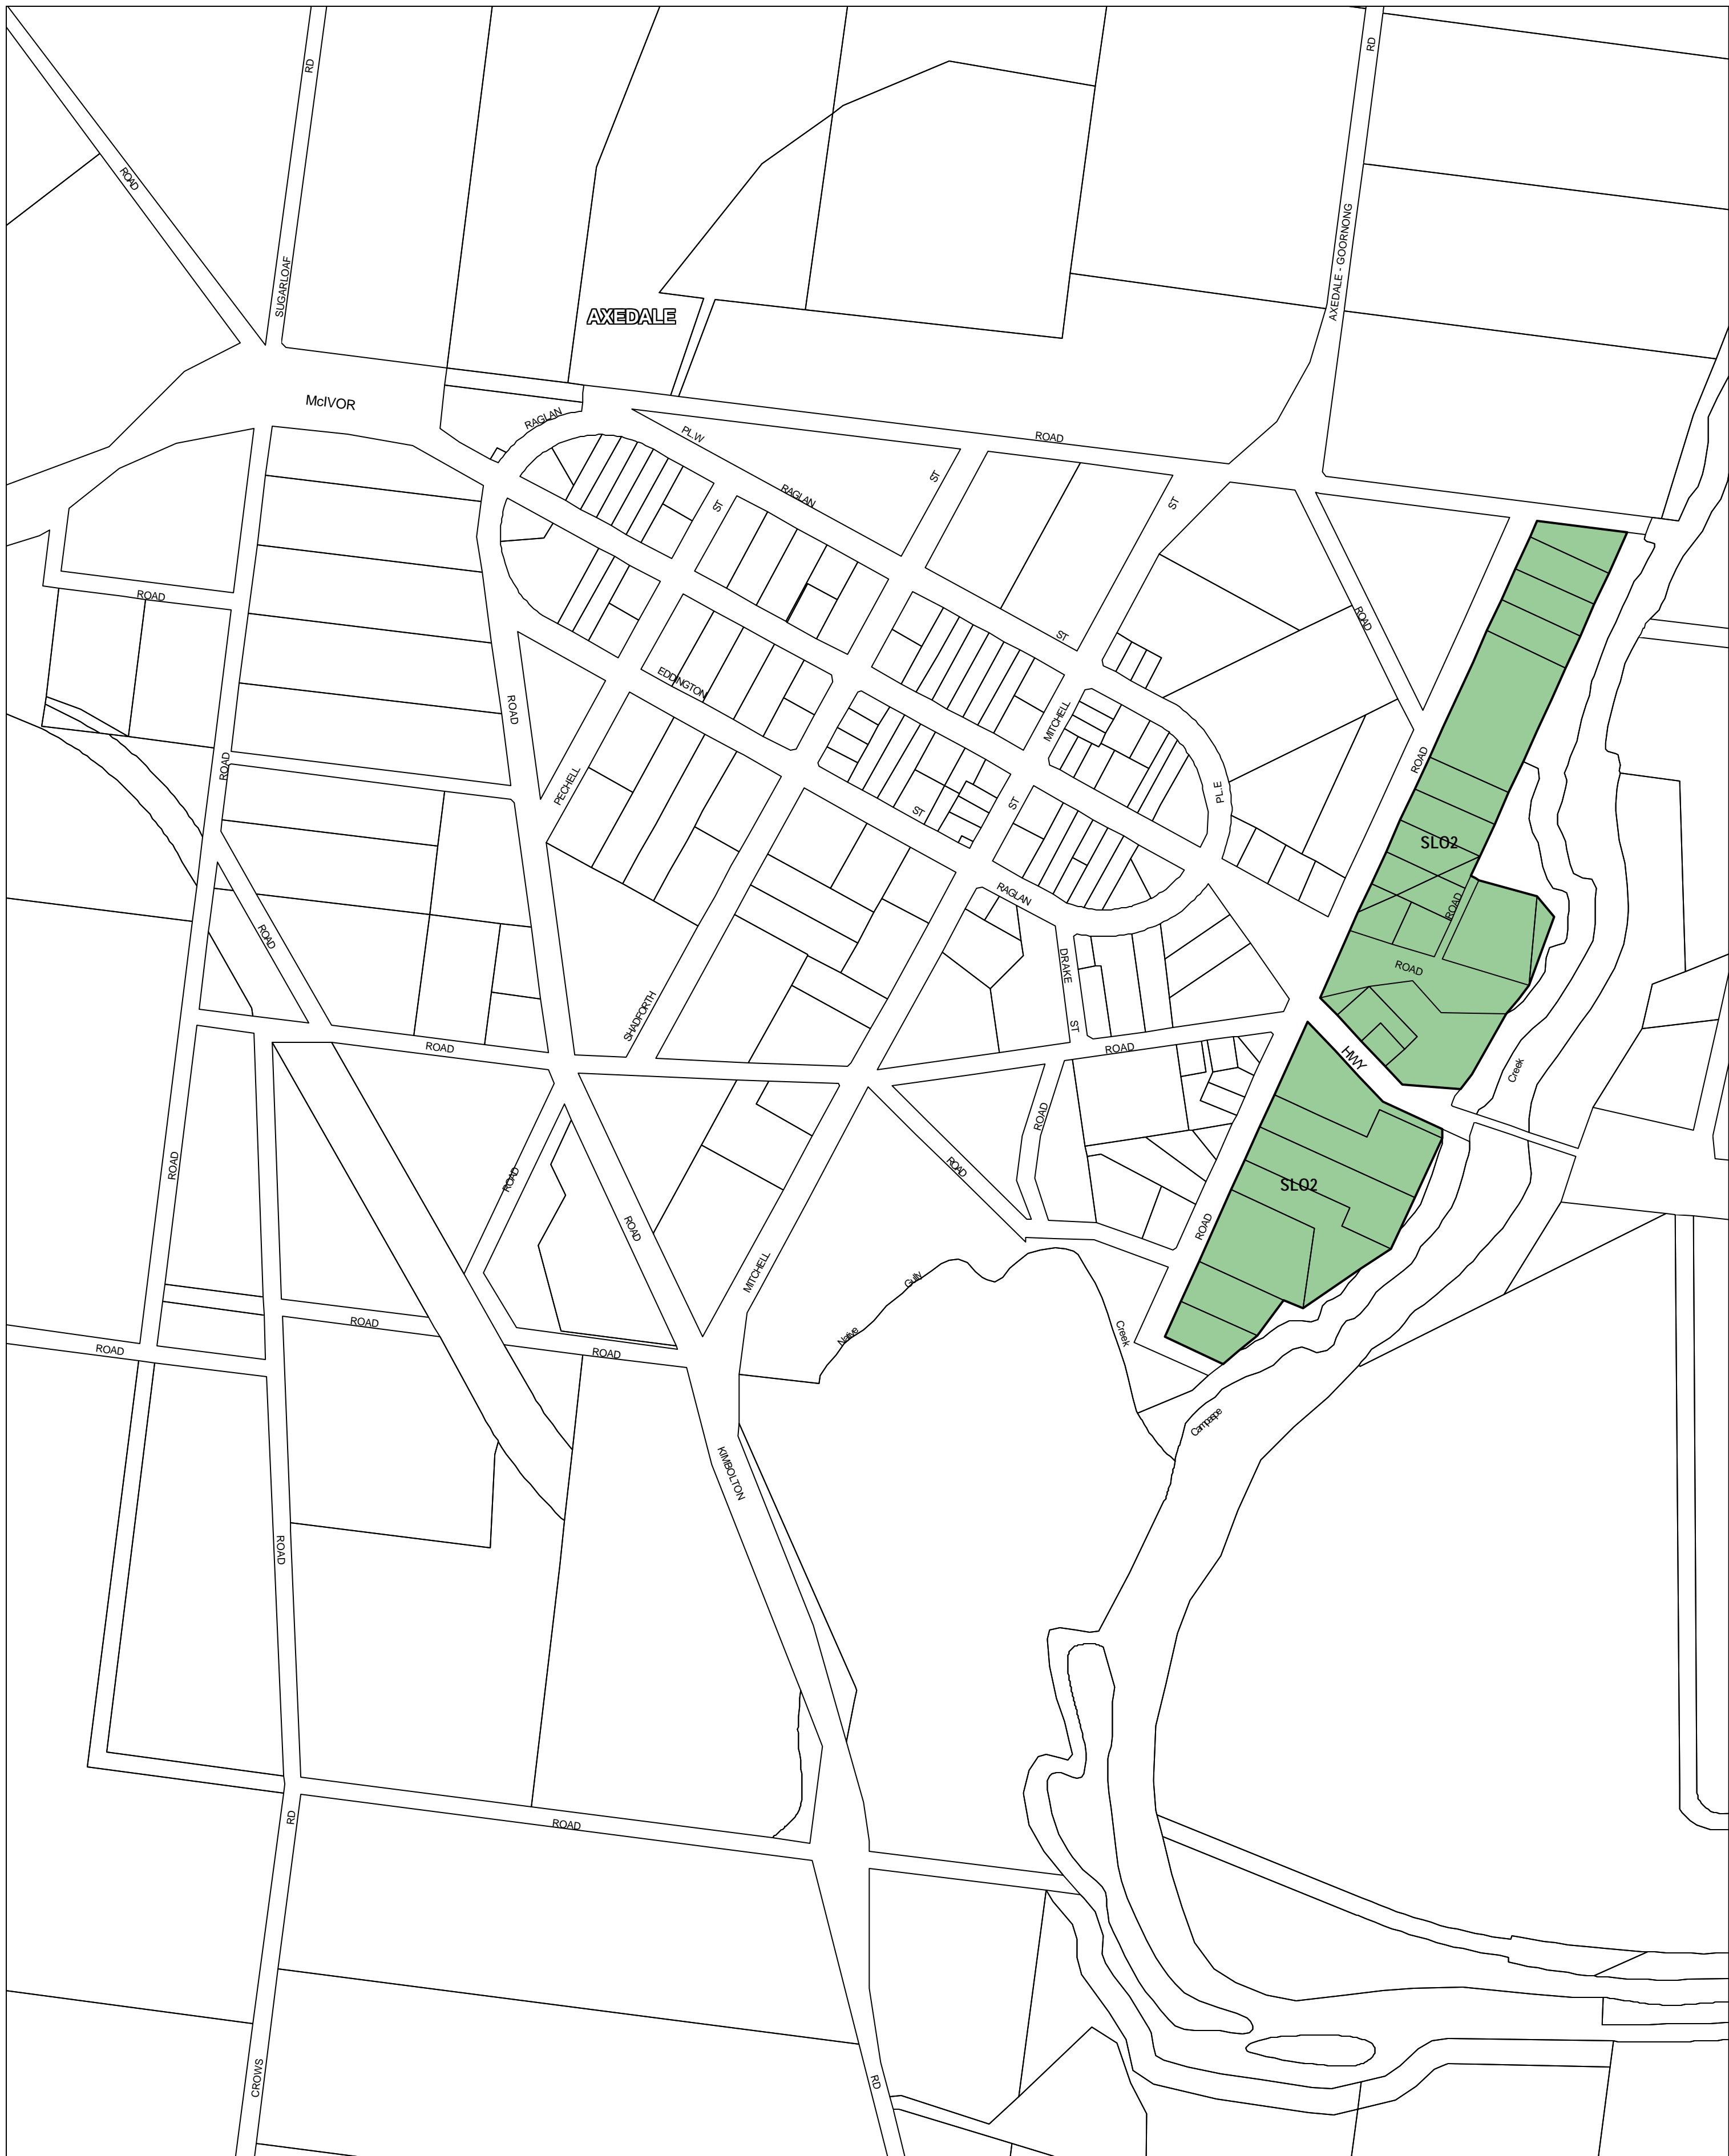 RD
RD
ROAD
SUGARLOAF
AXEDALE - GOORNONG
AXEDALE
McIVOR
RAGLAN
PL.W
ROAD
ST
RAGLAN
ST
ST
ROAD
ROAD
ST
EDDINGTON
ROAD
MITCHELL
ROAD
ROAD
PECHELL
PL.E
ST
ST
SLO2
RAGLAN
ROAD
ROAD
DRAKE
ROAD
SHADFORTH
ST
ROAD
ROAD
HWY
Creek
ROAD
ROAD
ROAD
ROAD
SLO2
ROAD
ROAD
MITCHELL
Gully
Native
Creek
ROAD
ROAD
ROAD
Campaspe
KIMBOLTON
ROAD
RD
ROAD
CROWS
RD